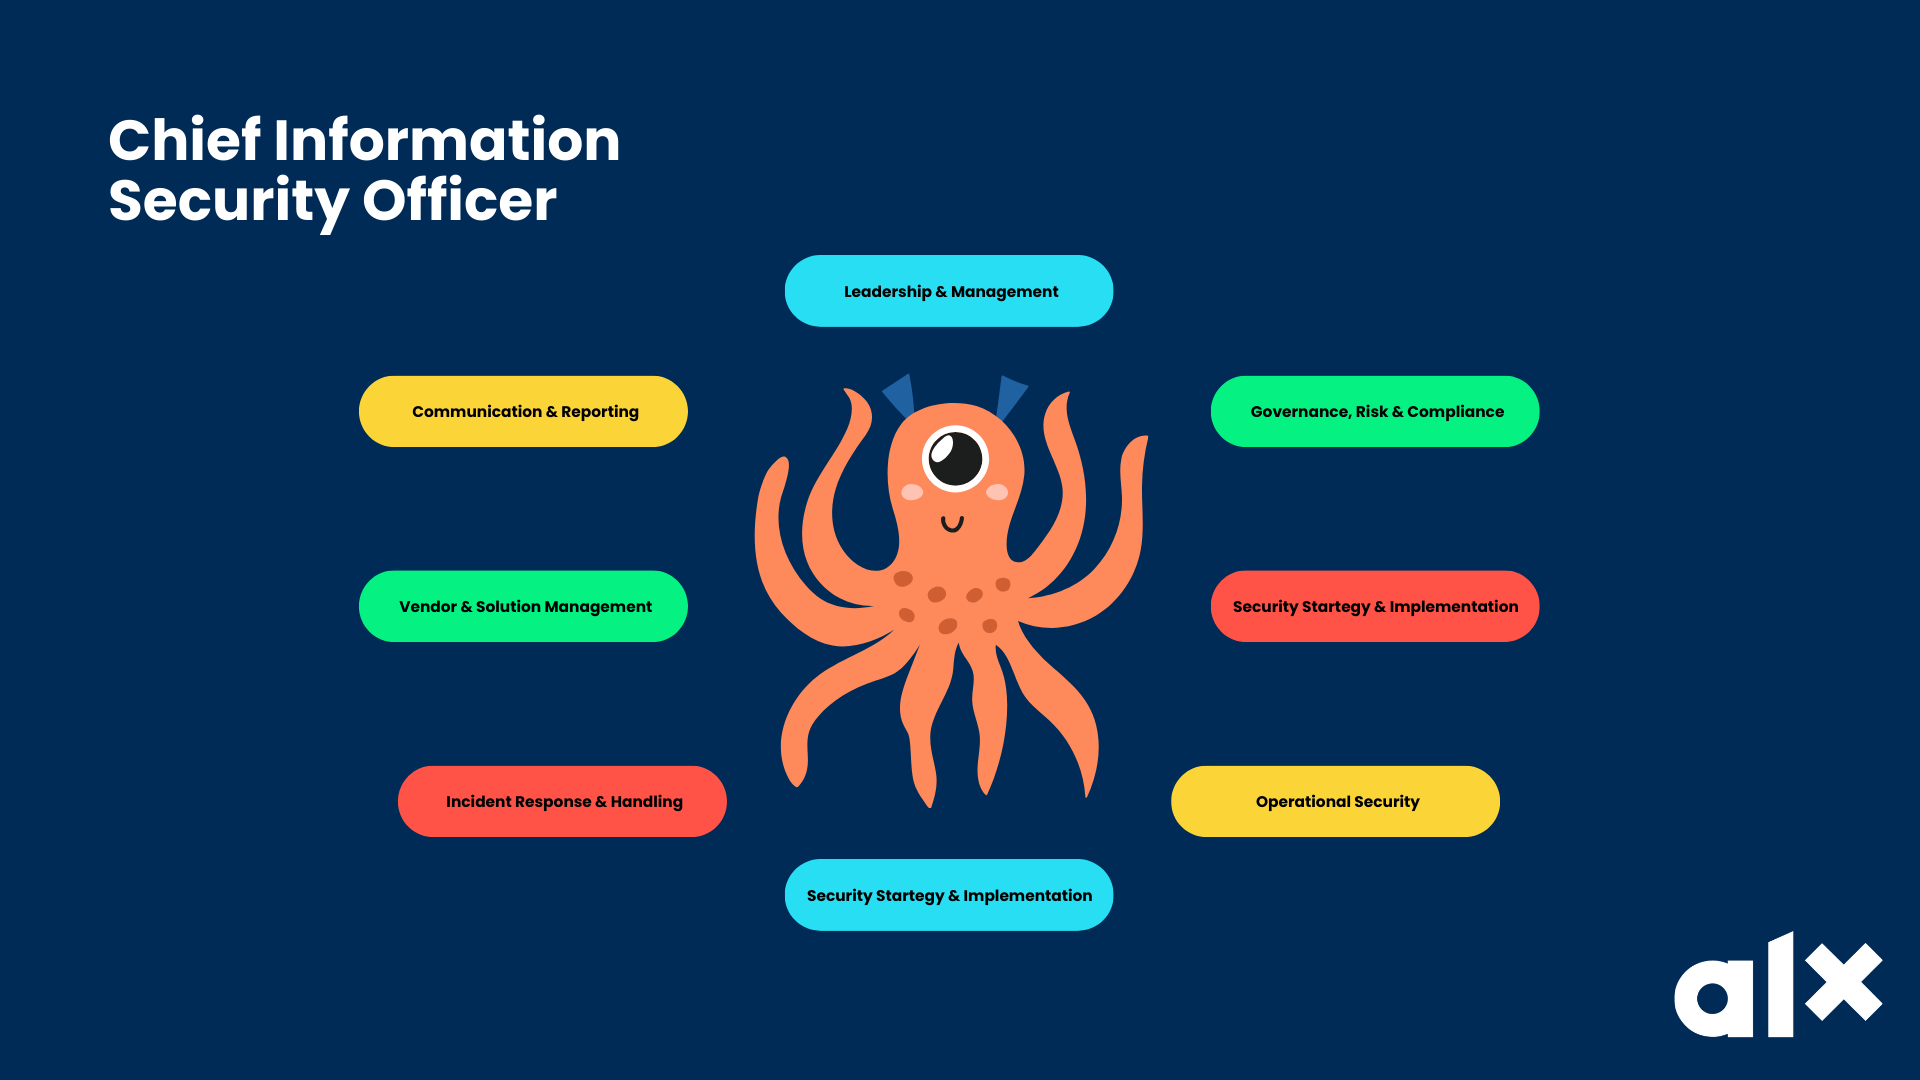 Chief Information
Security Officer
Leadership & Management
Communication & Reporting
Governance, Risk & Compliance
Vendor & Solution Management
Security Startegy & Implementation
Incident Response & Handling
Operational Security
Security Startegy & Implementation
alx